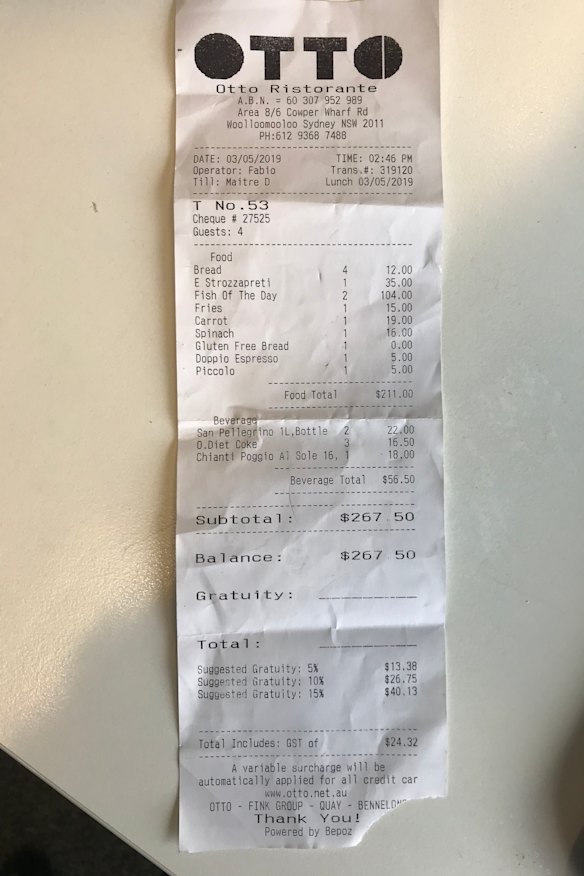 OTTO
Otto Ristorante
A.B.N. = 60 307 952 989
Area 8/6 Cowper Wharf Rd
Woolloomooloo Sydney NSW 2011
PH:612 9368 7488
DATE: 03/05/2019 TIME: 02:46 PM
Operator: Fabio Trans.#: 319120
Till: Maitre D Lunch 03/05/2019
T No.53
Cheque # 27525
Guests: 4
Food
Bread 4 12.00
E Strozzapreti 1 35.00
Fish Of The Day 2 104.00
Fries 1 15.00
Carrot 1 19.00
Spinach 1 16.00
Gluten Free Bread 1 0.00
Doppio Espresso 1 5.00
Piccolo 1 5.00
Food Total $211.00
Beverage
San Pellegrino 1L,Bottle 2 22.00
O.Diet Coke 3 16.50
Chianti Poggio Al Sole 16, 1 18.00
Beverage Total $56.50
Subtotal: $267.50
Balance: $267.50
Gratuity:
Total:
Suggested Gratuity: 5% $13.38
Suggested Gratuity: 10% $26.75
Suggested Gratuity: 15% $40.13
Total Includes: GST of $24.32
A variable surcharge will be
automatically applied for all credit car
www.otto.net.au
OTTO - FINK GROUP - QUAY -
Thank You!
Powered by Bepoz